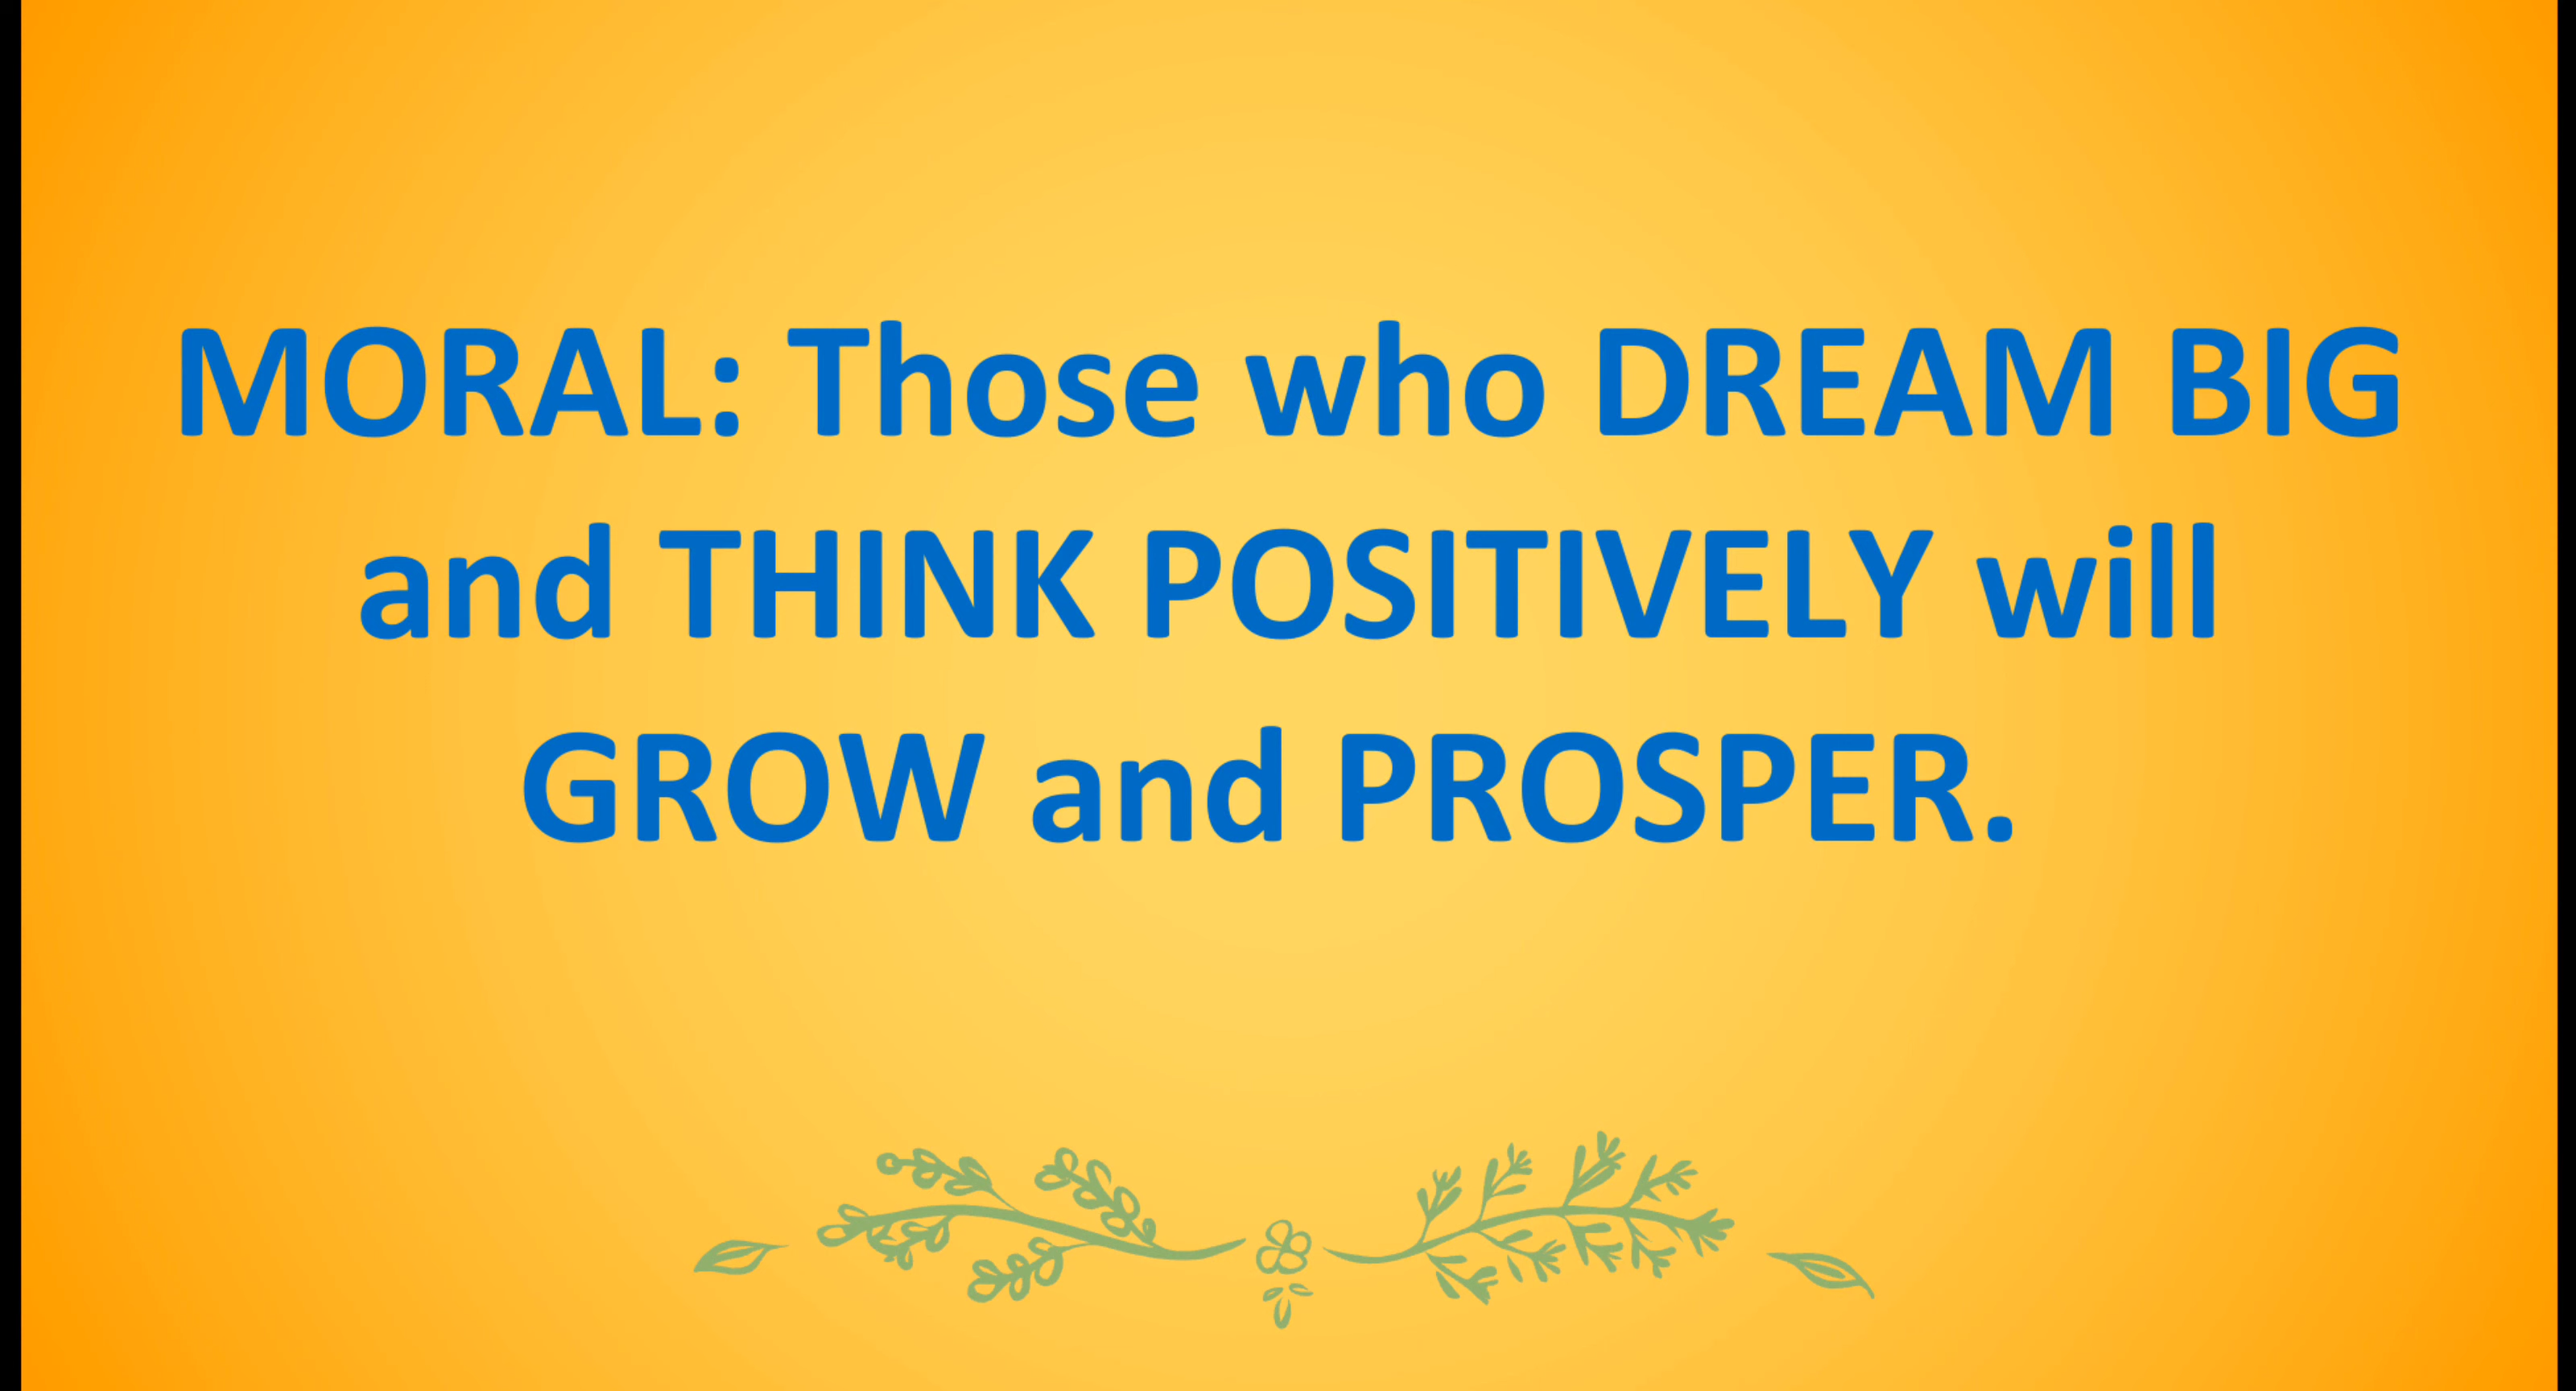 MORAL: Those who DREAM BIG
and THINK POSITIVELY will
GROW and PROSPER.